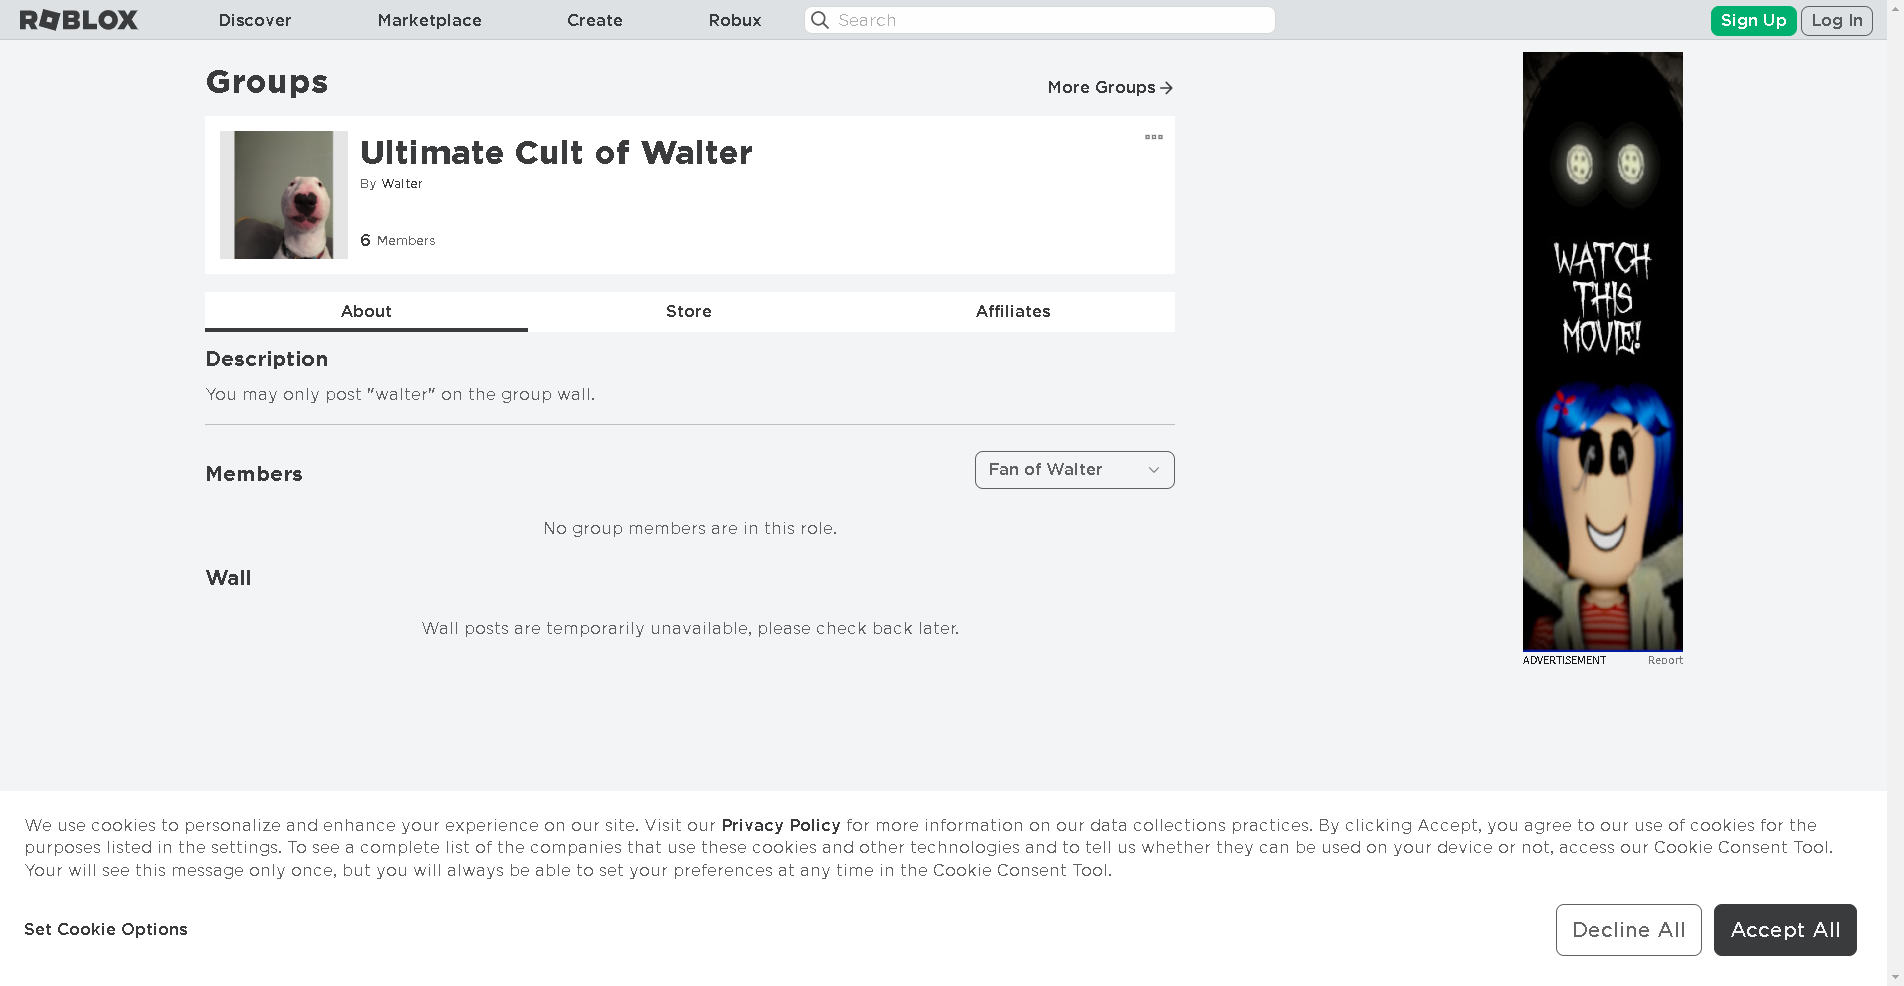 ROBLOX Discover Marketplace Create Robux Search Sign Up Log In
Groups
More Groups
Ultimate Cult of Walter
By Walter
6 Members
About Store Affiliates
Description
You may only post "walter" on the group wall.
Members
Fan of Walter
No group members are in this role.
Wall
Wall posts are temporarily unavailable, please check back later.
WATCH
THIS
MOVIE!
ADVERTISEMENT Report
We use cookies to personalize and enhance your experience on our site. Visit our Privacy Policy for more information on our data collections practices. By clicking Accept, you agree to our use of cookies for the
purposes listed in the settings. To see a complete list of the companies that use these cookies and other technologies and to tell us whether they can be used on your device or not, access our Cookie Consent Tool.
Your will see this message only once, but you will always be able to set your preferences at any time in the Cookie Consent Tool.
Set Cookie Options
Decline All
Accept All